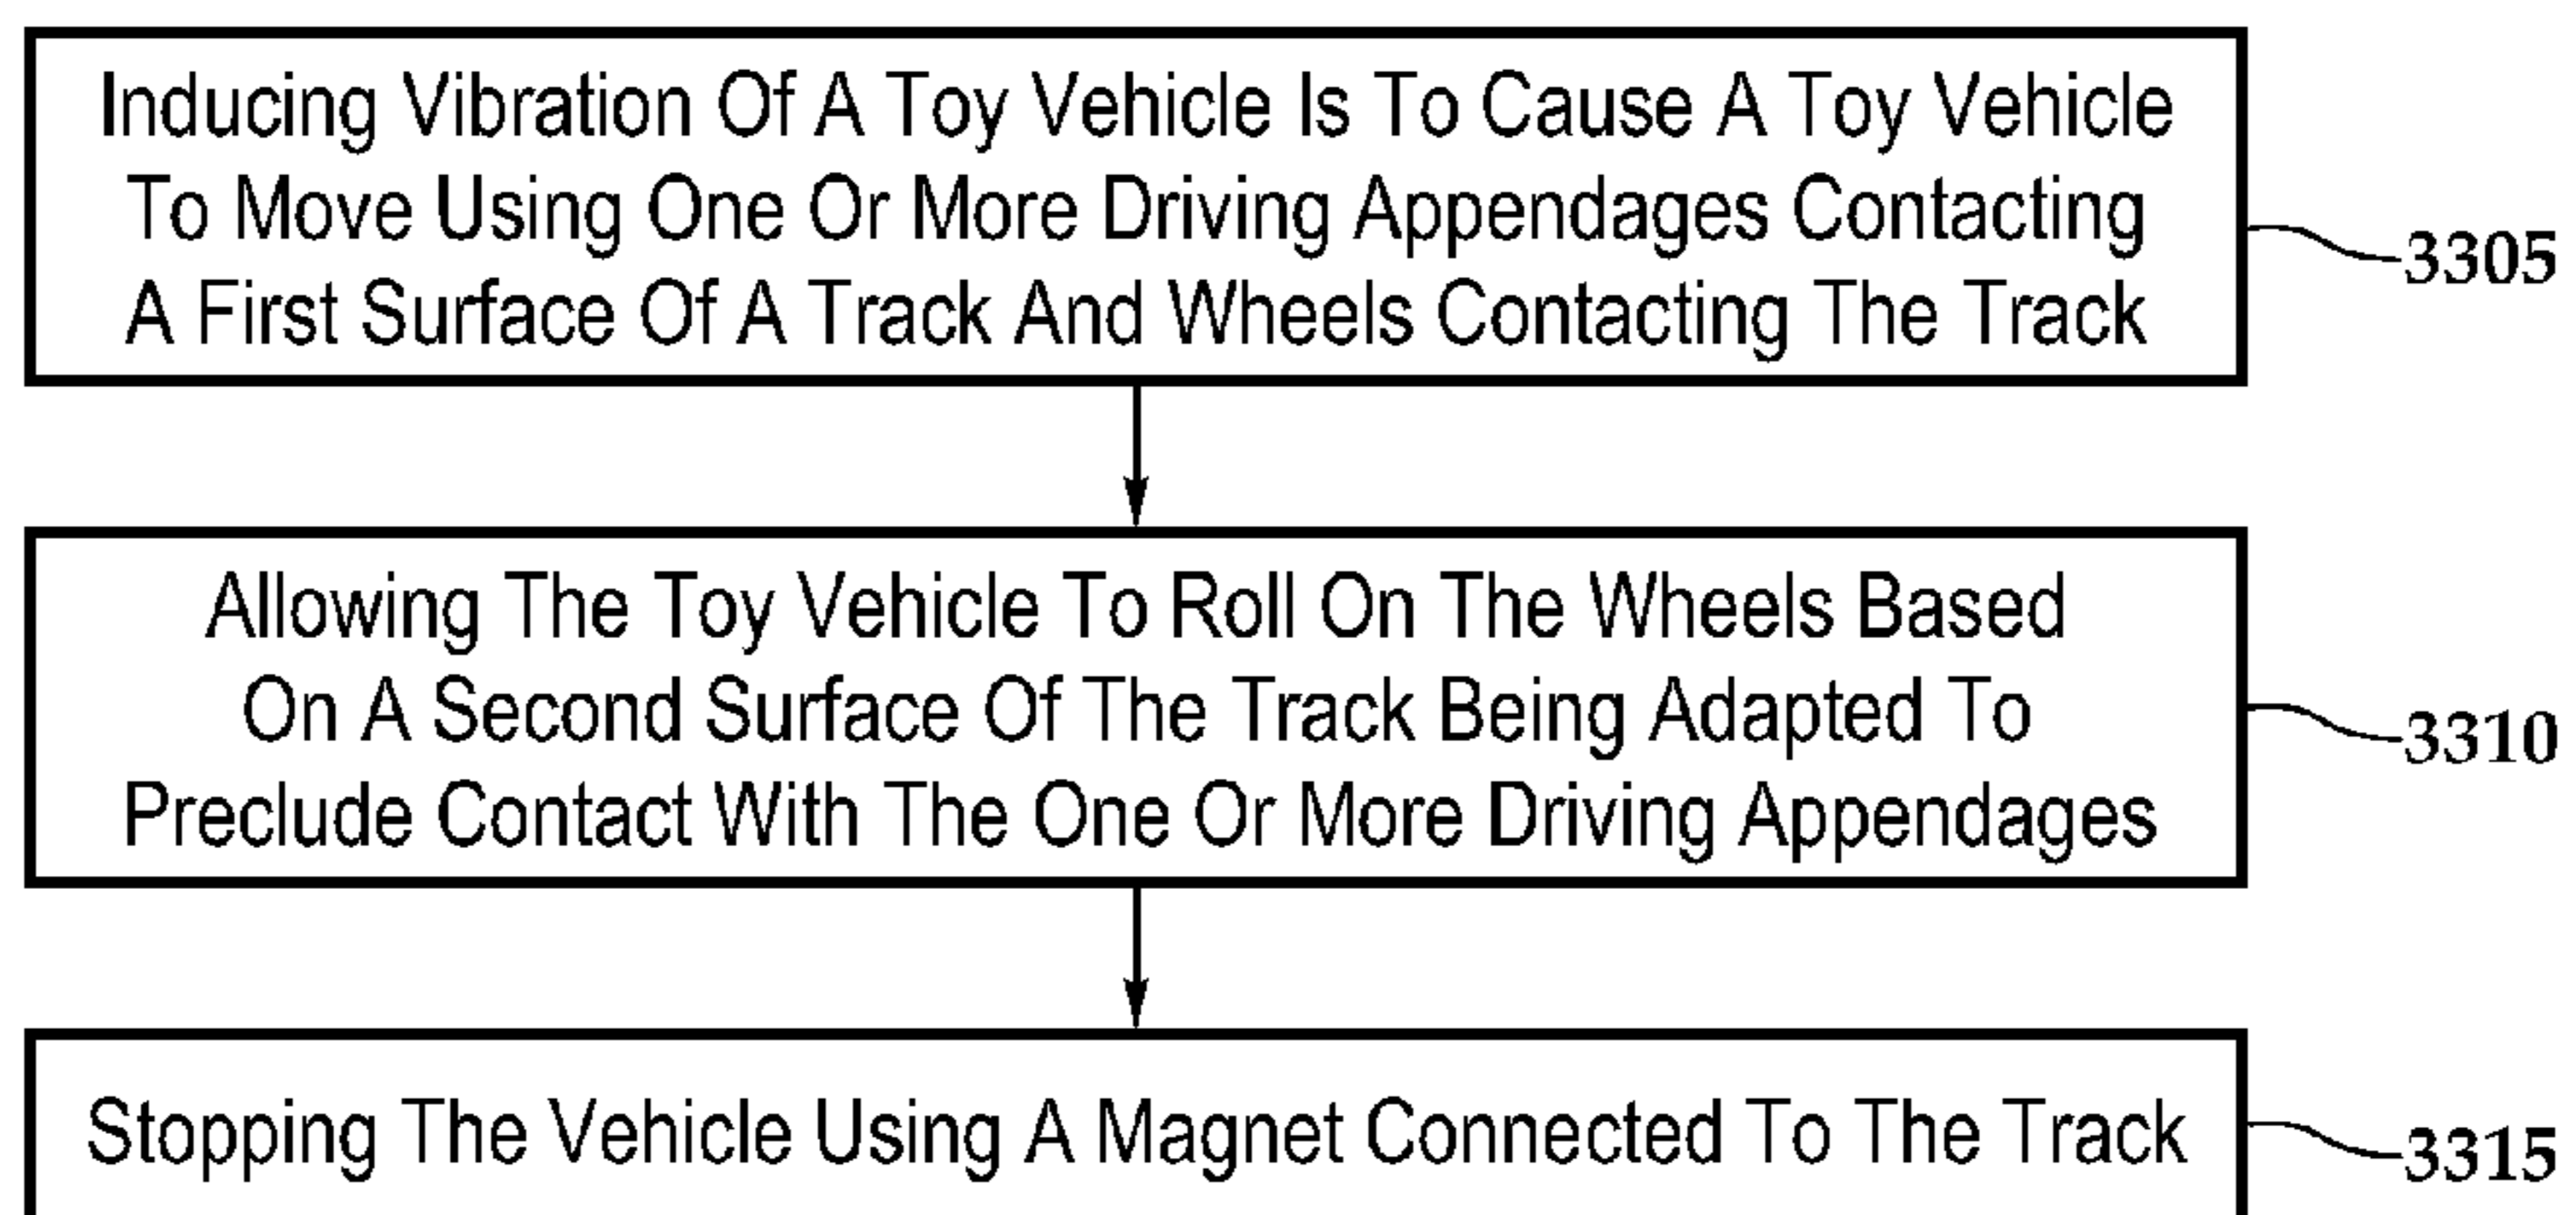 Inducing Vibration Of A Toy Vehicle Is To Cause A Toy Vehicle
To Move Using One Or More Driving Appendages Contacting
A First Surface Of A Track And Wheels Contacting The Track
3305
Allowing The Toy Vehicle To Roll On The Wheels Based
On A Second Surface Of The Track Being Adapted To
Preclude Contact With The One Or More Driving Appendages
3310
Stopping The Vehicle Using A Magnet Connected To The Track
3315